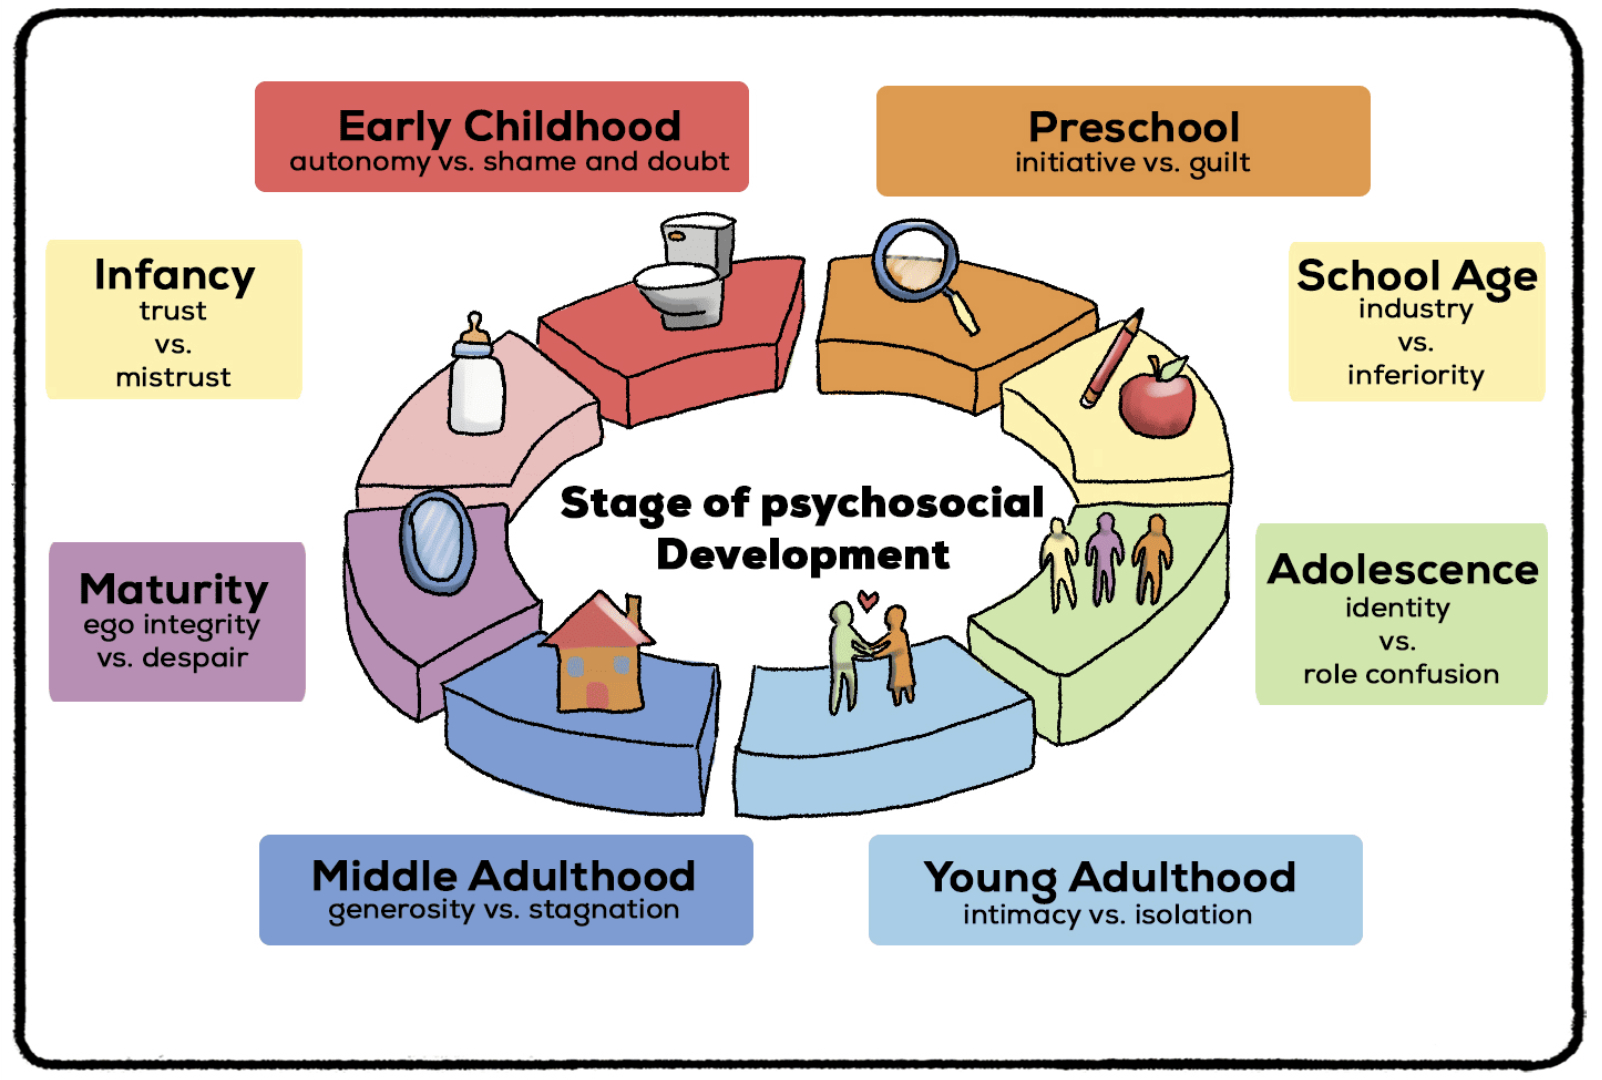 Early Childhood
autonomy vs. shame and doubt
Preschool
initiative vs. guilt
Infancy
trust
vs.
mistrust
School Age
industry
vs.
inferiority
Stage of psychosocial
Development
Maturity
ego integrity
vs. despair
Adolescence
identity
vs.
role confusion
Middle Adulthood
generosity vs. stagnation
Young Adulthood
intimacy vs. isolation